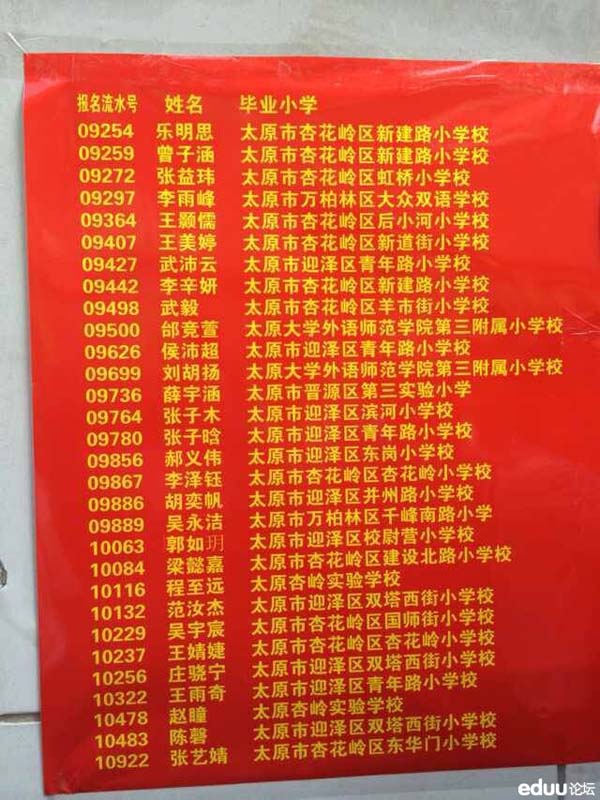 报名流水号 姓名 毕业小学
09254 乐明思 太原市杏花岭区新建路小学校
09259 曾子涵 太原市杏花岭区新建路小学校
09272 张益玮 太原市杏花岭区虹桥小学校
09297 李雨峰 太原市万柏林区大众双语学校
09364 王颢儒 太原市杏花岭区后小河小学校
09407 王美婷 太原市杏花岭区新道街小学校
09427 武沛云 太原市迎泽区青年路小学校
09442 李辛妍 太原市杏花岭区新建路小学校
09498 武毅 太原市杏花岭区羊市街小学校
09500 邰竞萱 太原大学外语师范学院第三附属小学校
09626 侯沛超 太原市迎泽区青年路小学校
09699 刘胡扬 太原大学外语师范学院第三附属小学校
09736 薛宇涵 太原市晋源区第三实验小学
09764 张子木 太原市迎泽区滨河小学校
09780 张子晗 太原市迎泽区青年路小学校
09856 郝义伟 太原市迎泽区东岗小学校
09867 李泽钰 太原市杏花岭区杏花岭小学校
09886 胡奕帆 太原市迎泽区并州路小学校
09889 吴永洁 太原市万柏林区千峰南路小学
10063 郭如玥 太原市迎泽区校尉营小学校
10084 梁懿嘉 太原市杏花岭区建设北路小学校
10116 程至远 太原杏岭实验学校
10132 范汝杰 太原市迎泽区双塔西街小学校
10229 吴宇宸 太原市杏花岭区国师街小学校
10237 王婧婕 太原市杏花岭区杏花岭小学校
10256 庄骁宁 太原市迎泽区双塔西街小学校
10322 王雨奇 太原市迎泽区青年路小学校
10478 赵瞳 太原杏岭实验学校
10483 陈磬 太原市迎泽区双塔西街小学校
10922 张艺婧 太原市杏花岭区东华门小学校
eduu论坛